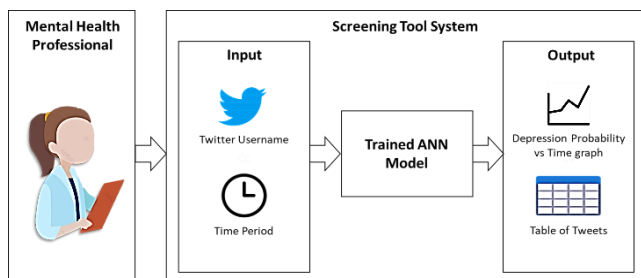 Mental Health
Professional
Screening Tool System
Input
Twitter Username
Time Period
Trained ANN
Model
Output
Depression Probability
vs Time graph
Table of Tweets